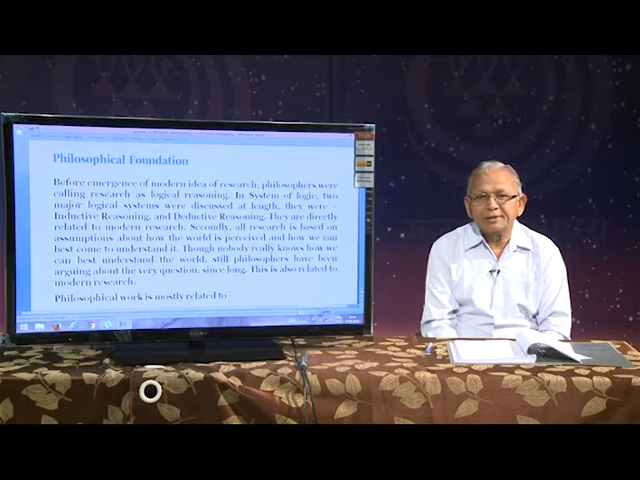 Philosophical Foundation
Before emergence of modern idea of research, philosophers were
calling research as logical reasoning. In System of logic, two
major logical systems were discussed at length, they were –
Inductive Reasoning, and Deductive Reasoning. They are directly
related to modern research. Secondly, all research is based on
assumptions about how the world is perceived and how we can
best come to understand it. Though nobody really knows how we
can best understand the world, still philosophers have been
arguing about the very question, since long. This is also related to
modern research.
Philosophical work is mostly related to –